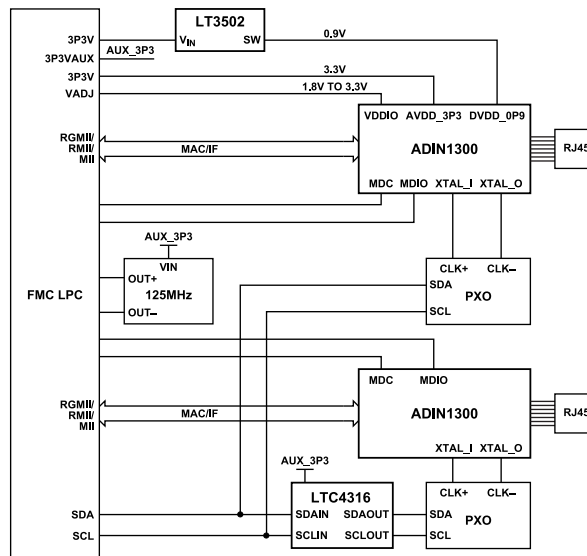 LT3502
3P3V
VIN
SW
0.9V
3P3VAUX
AUX_3P3
3P3V
3.3V
VADJ
1.8V TO 3.3V
VDDIO
AVDD_3P3
DVDD_0P9
RGMII/
RMII/
MII
MAC/IF
ADIN1300
RJ45
MDC
MDIO
XTAL_I
XTAL_O
AUX_3P3
VIN
OUT+
125MHz
OUT–
FMC LPC
CLK+
CLK–
SDA
PXO
SCL
MDC
MDIO
RGMII/
RMII/
MII
MAC/IF
ADIN1300
RJ45
XTAL_I
XTAL_O
AUX_3P3
LTC4316
CLK+
CLK–
SDA
SDAIN
SDAOUT
SDA
PXO
SCL
SCLIN
SCLOUT
SCL